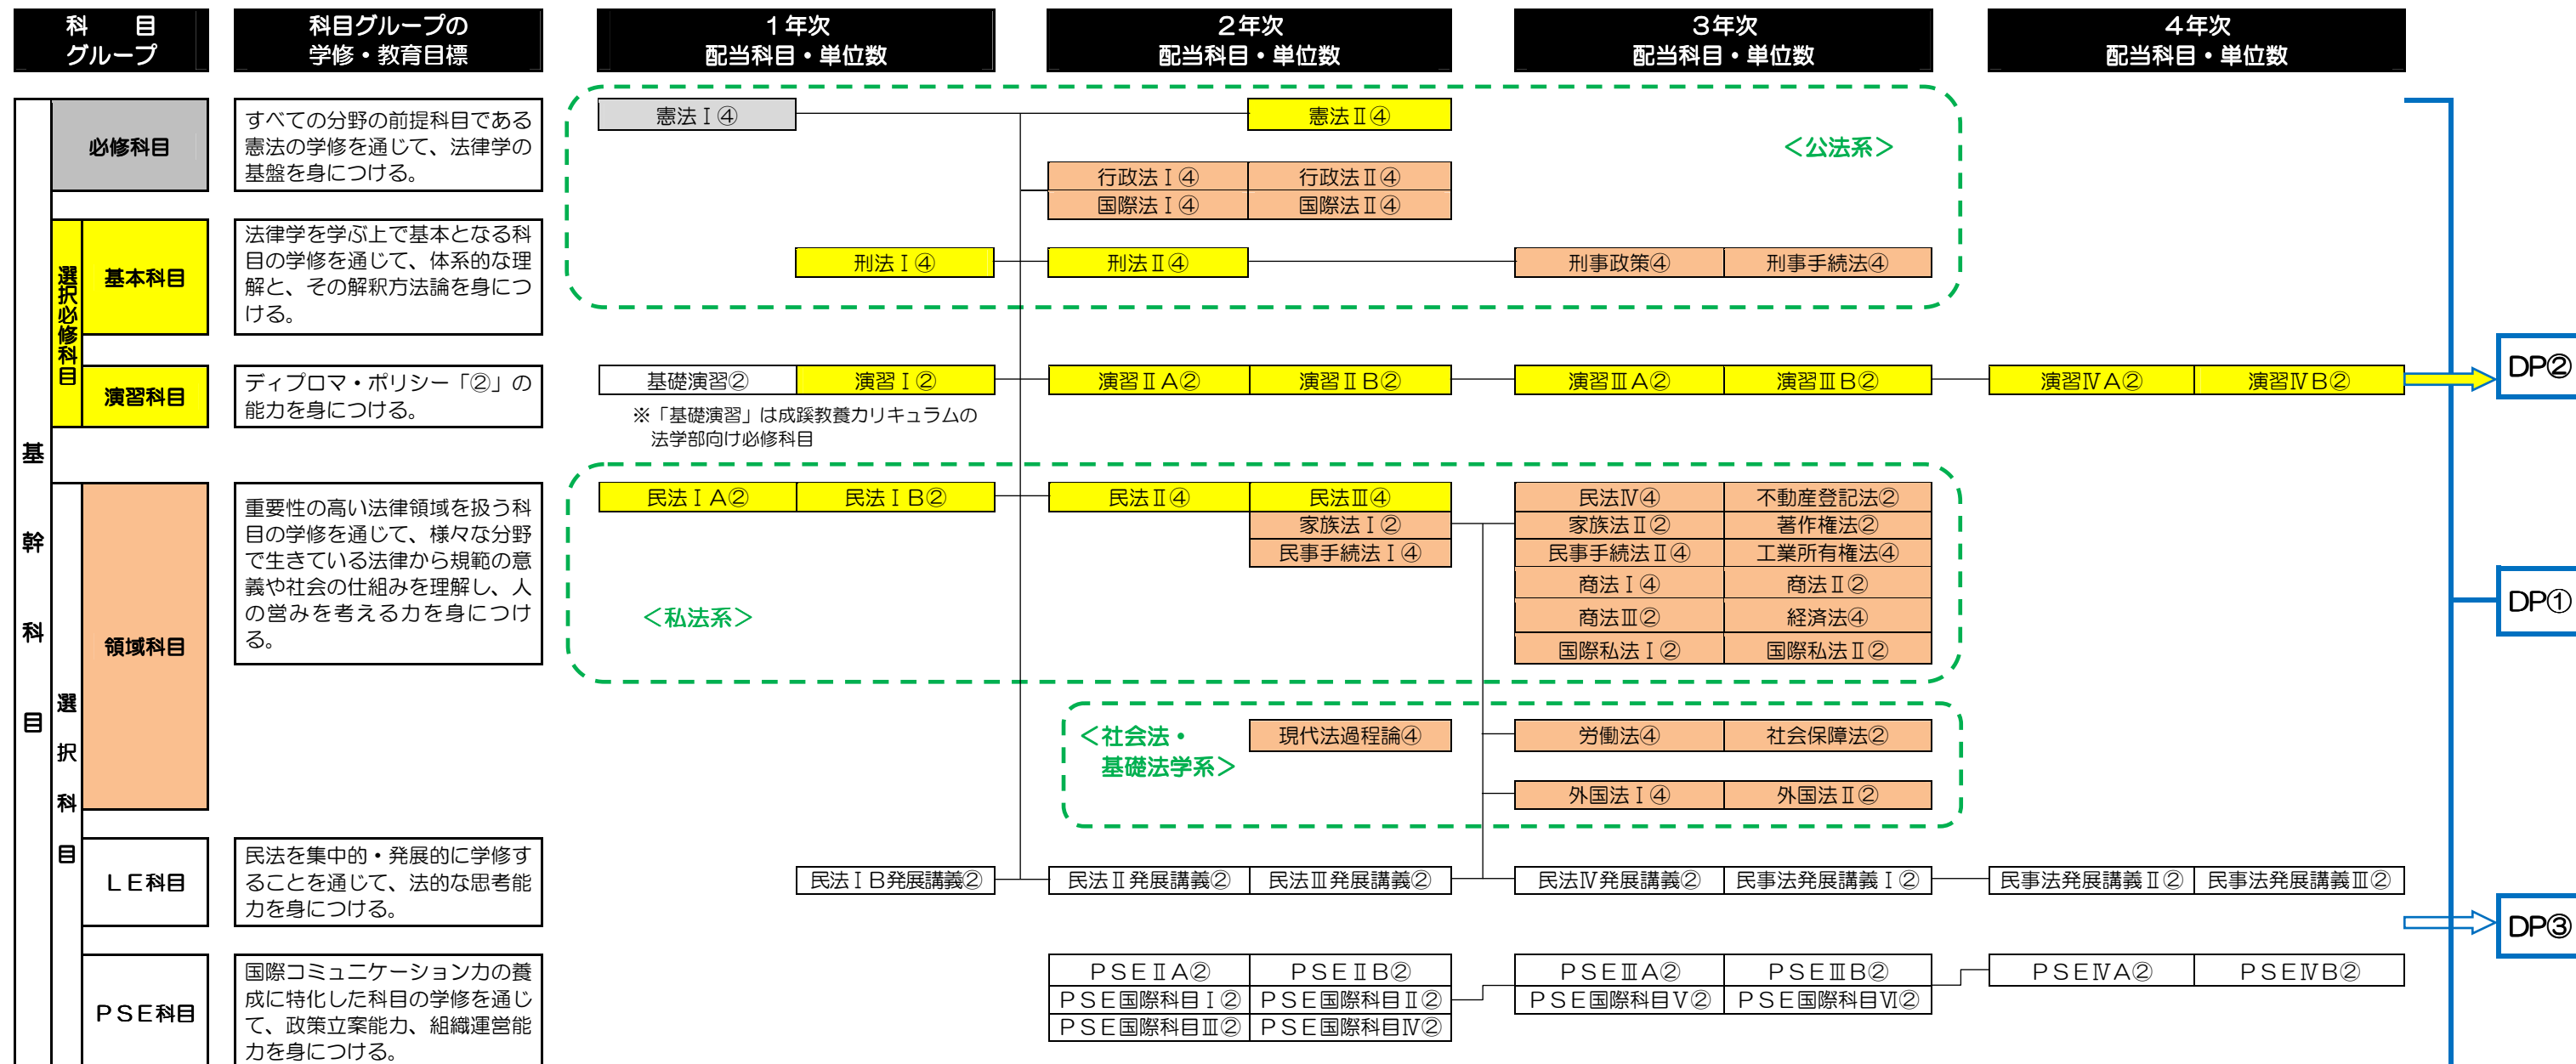 科　　目
グループ
科目グループの
学修・教育目標
１年次
配当科目・単位数
２年次
配当科目・単位数
３年次
配当科目・単位数
４年次
配当科目・単位数
基幹科目
必修科目
すべての分野の前提科目である
憲法の学修を通じて、法律学の
基盤を身につける。
憲法Ⅰ④
憲法Ⅱ④
＜公法系＞
行政法Ⅰ④
行政法Ⅱ④
国際法Ⅰ④
国際法Ⅱ④
選択必修科目
基本科目
法律学を学ぶ上で基本となる科
目の学修を通じて、体系的な理
解と、その解釈方法論を身につ
ける。
刑法Ⅰ④
刑法Ⅱ④
刑事政策④
刑事手続法④
演習科目
ディプロマ・ポリシー「②」の
能力を身につける。
基礎演習②
演習Ⅰ②
演習ⅡＡ②
演習ⅡＢ②
演習ⅢＡ②
演習ⅢＢ②
演習ⅣＡ②
演習ⅣＢ②
DP②
※「基礎演習」は成蹊教養カリキュラムの
法学部向け必修科目
選択科目
領域科目
重要性の高い法律領域を扱う科
目の学修を通じて、様々な分野
で生きている法律から規範の意
義や社会の仕組みを理解し、人
の営みを考える力を身につけ
る。
民法ⅠＡ②
民法ⅠＢ②
民法Ⅱ④
民法Ⅲ④
民法Ⅳ④
不動産登記法②
家族法Ⅰ②
家族法Ⅱ②
著作権法②
民事手続法Ⅰ④
民事手続法Ⅱ④
工業所有権法④
商法Ⅰ④
商法Ⅱ②
＜私法系＞
商法Ⅲ②
経済法④
国際私法Ⅰ②
国際私法Ⅱ②
DP①
＜社会法・
基礎法学系＞
現代法過程論④
労働法④
社会保障法②
外国法Ⅰ④
外国法Ⅱ②
ＬＥ科目
民法を集中的・発展的に学修す
ることを通じて、法的な思考能
力を身につける。
民法ⅠＢ発展講義②
民法Ⅱ発展講義②
民法Ⅲ発展講義②
民法Ⅳ発展講義②
民事法発展講義Ⅰ②
民事法発展講義Ⅱ②
民事法発展講義Ⅲ②
DP③
ＰＳＥ科目
国際コミュニケーション力の養
成に特化した科目の学修を通じ
て、政策立案能力、組織運営能
力を身につける。
ＰＳＥⅡＡ②
ＰＳＥⅡＢ②
ＰＳＥⅢＡ②
ＰＳＥⅢＢ②
ＰＳＥⅣＡ②
ＰＳＥⅣＢ②
ＰＳＥ国際科目Ⅰ②
ＰＳＥ国際科目Ⅱ②
ＰＳＥ国際科目Ⅴ②
ＰＳＥ国際科目Ⅵ②
ＰＳＥ国際科目Ⅲ②
ＰＳＥ国際科目Ⅳ②